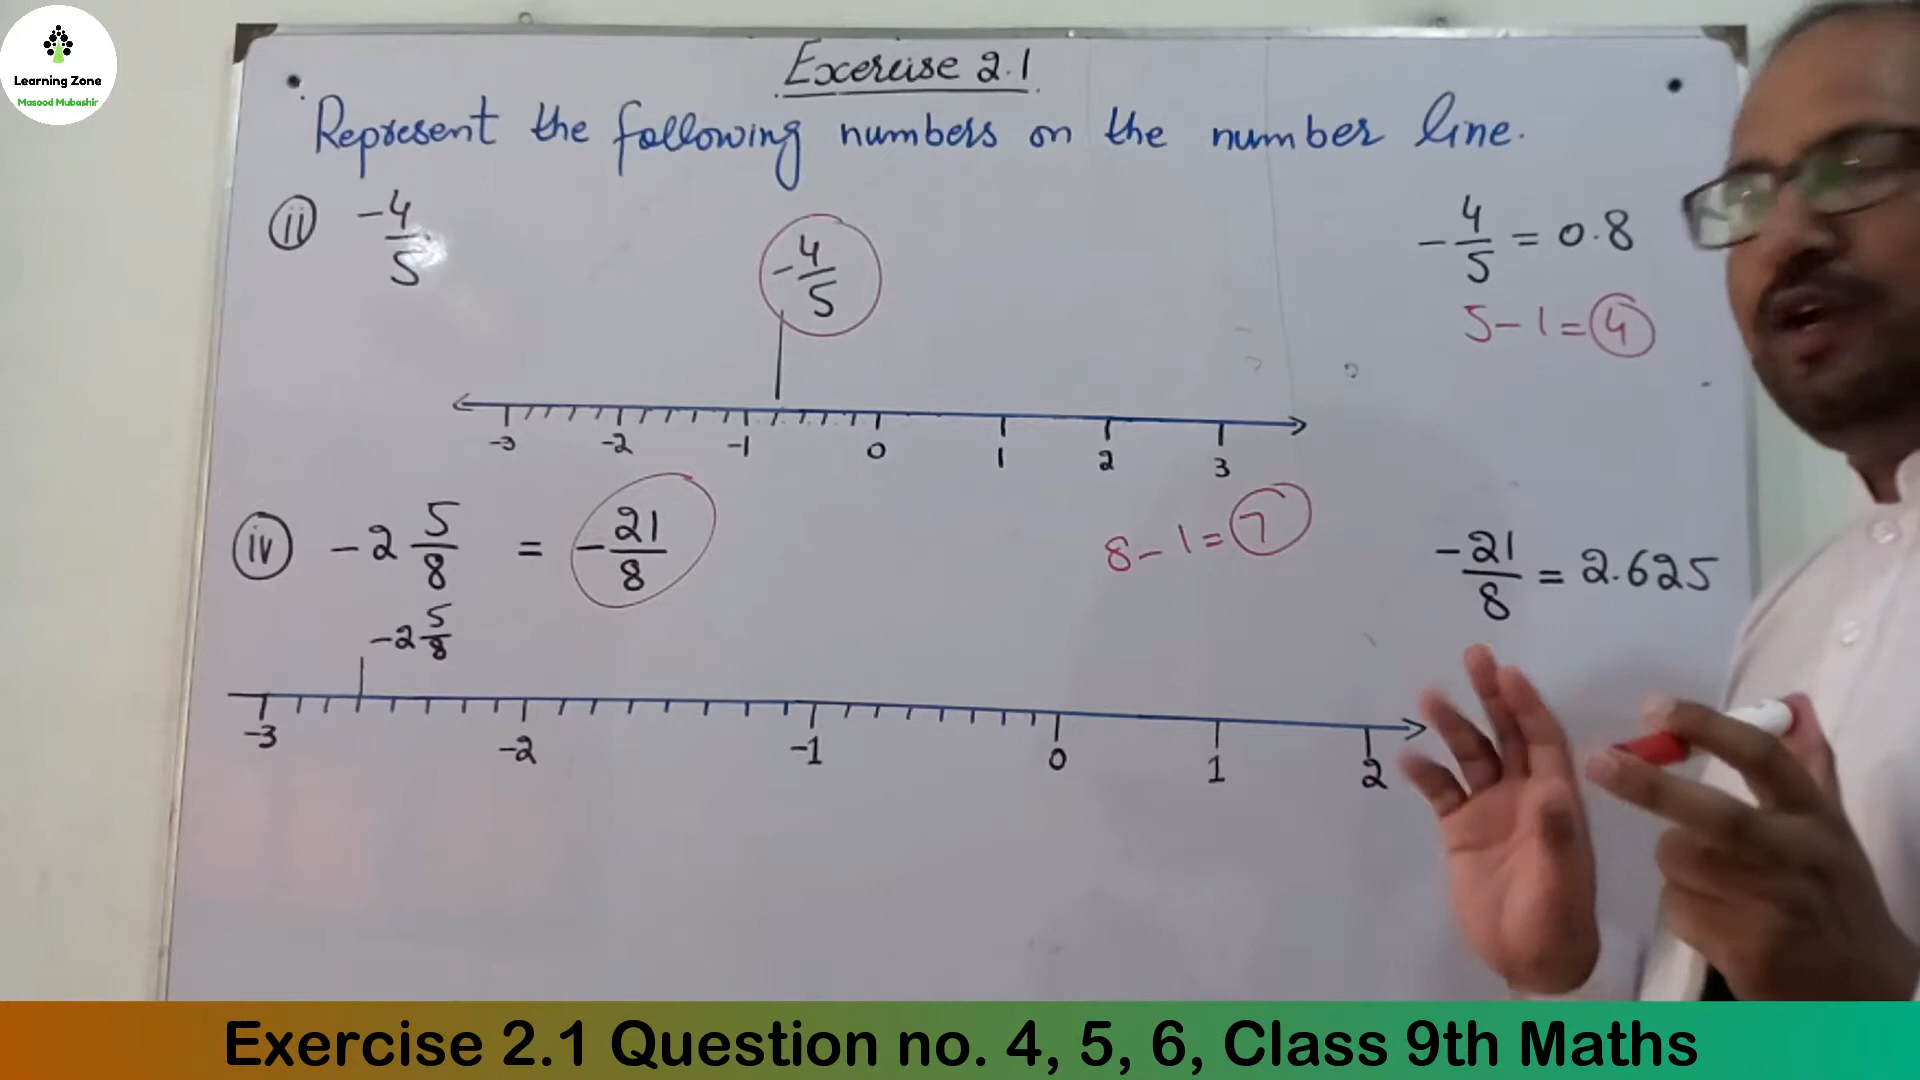 Learning Zone
Masood Mubashir
Excercise 2.1
Represent the following numbers on the number line.
ii -4/5
-4/5
-4/5 = 0.8
5-1=4
-3 -2 -1 0 1 2 3
iv -2 5/8 = -21/8
8-1=7
-21/8 = 2.625
-2 5/8
-3 -2 -1 0 1 2
Exercise 2.1 Question no. 4, 5, 6, Class 9th Maths